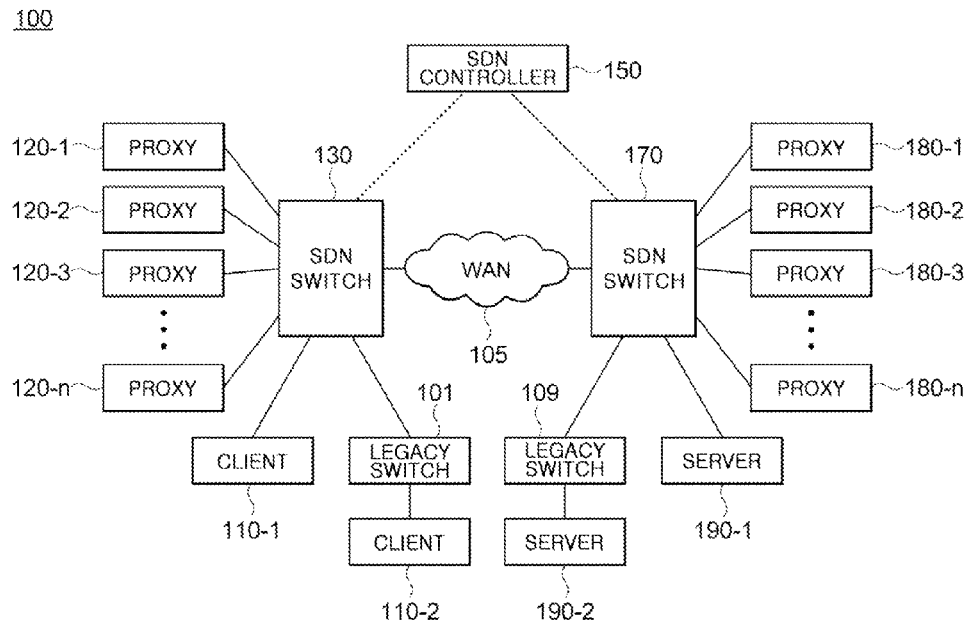 100
SDN
CONTROLLER
150
120-1
PROXY
130
170
PROXY
180-1
120-2
PROXY
PROXY
180-2
SDN
SWITCH
WAN
SDN
SWITCH
120-3
PROXY
PROXY
180-3
105
120-n
PROXY
PROXY
180-n
101
109
CLIENT
LEGACY
SWITCH
LEGACY
SWITCH
SERVER
110-1
CLIENT
SERVER
190-1
110-2
190-2